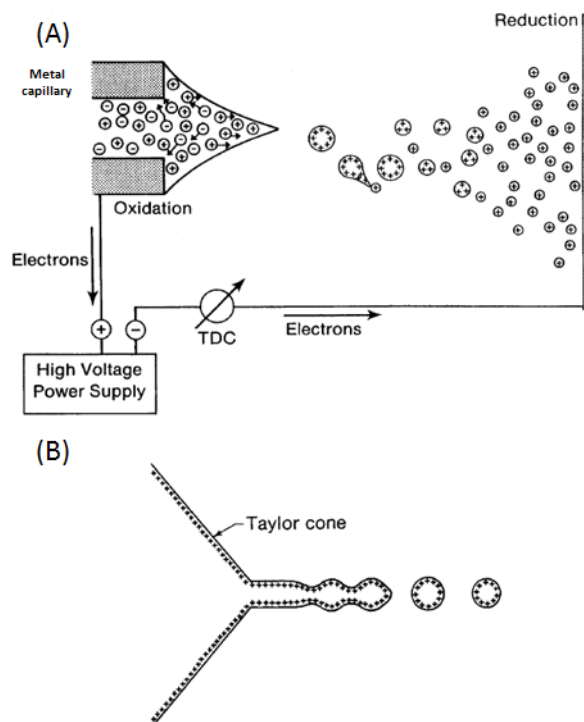 Reduction
(A)
Metal
capillary
Oxidation
Electrons
+
−
TDC
Electrons
High Voltage
Power Supply
(B)
Taylor cone